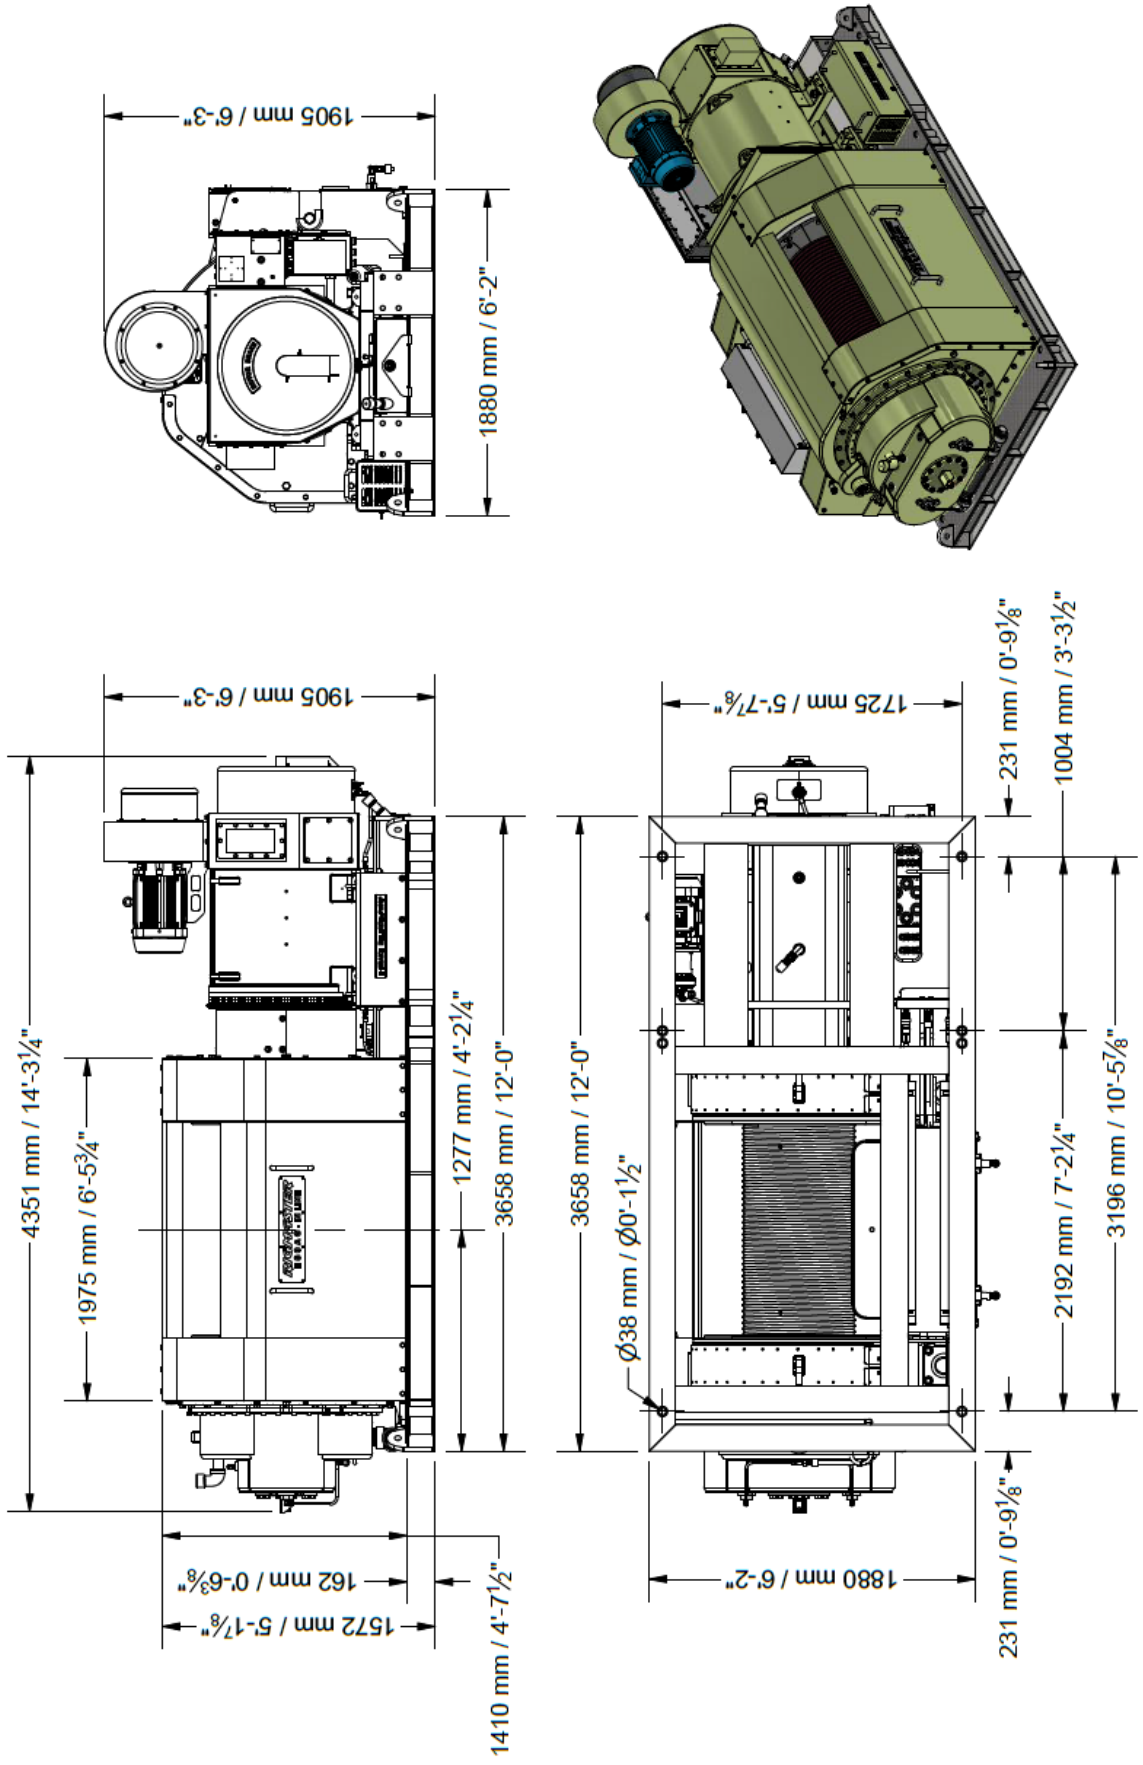 1905 mm / 6'-3"
1880 mm / 6'-2"
4351 mm / 14'-3¼"
1975 mm / 6'-5¾"
1905 mm / 6'-3"
1277 mm / 4'-2¼"
3658 mm / 12'-0"
162 mm / 0'-6⅜"
1572 mm / 5'-1⅞"
1410 mm / 4'-7½"
RIGMASTER
3658 mm / 12'-0"
Ø38 mm / Ø0'-1½"
1725 mm / 5'-7⅞"
231 mm / 0'-9⅛"
1004 mm / 3'-3½"
2192 mm / 7'-2¼"
3196 mm / 10'-5⅞"
231 mm / 0'-9⅛"
1880 mm / 6'-2"